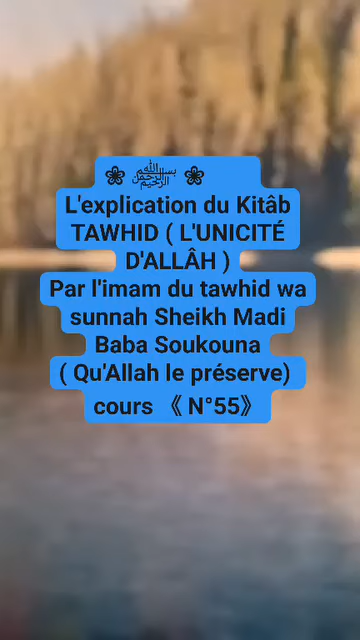 ❀ ﷽ ❀
L'explication du Kitâb
TAWHID ( L'UNICITÉ
D'ALLÂH )
Par l'imam du tawhid wa
sunnah Sheikh Madi
Baba Soukouna
( Qu'Allah le préserve)
cours 《 N°55》